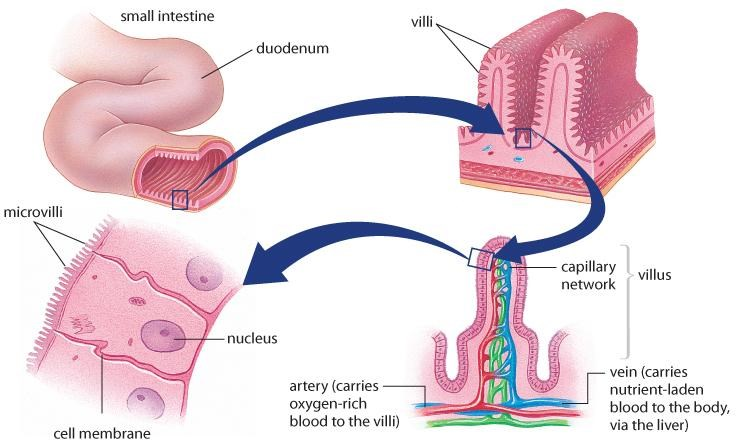 small intestine
duodenum
villi
microvilli
nucleus
cell membrane
capillary
network
villus
artery (carries
oxygen-rich
blood to the villi)
vein (carries
nutrient-laden
blood to the body,
via the liver)